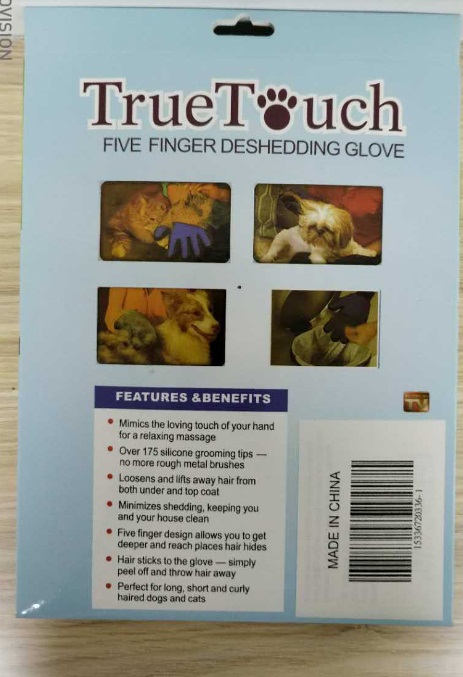 OVISION
TrueTouch
FIVE FINGER DESHEDDING GLOVE
FEATURES &BENEFITS
Mimics the loving touch of your hand
for a relaxing massage
Over 175 silicone grooming tips —
no more rough metal brushes
Loosens and lifts away hair from
both under and top coat
Minimizes shedding, keeping you
and your house clean
Five finger design allows you to get
deeper and reach places hair hides
Hair sticks to the glove — simply
peel off and throw hair away
Perfect for long, short and curly
haired dogs and cats
TV
MADE IN CHINA
15336720336-1